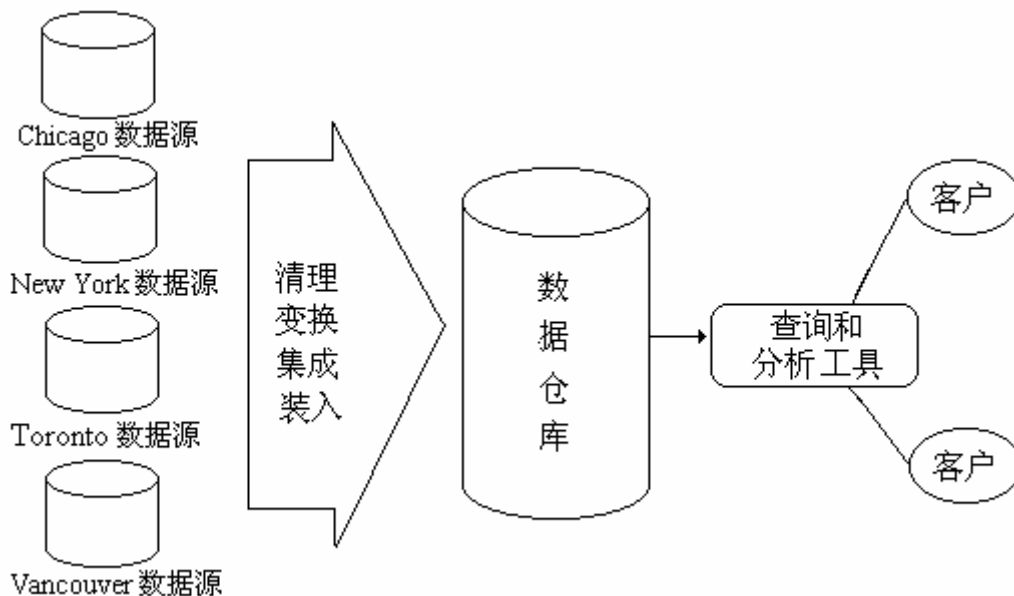 Chicago 数据源
New York 数据源
Toronto 数据源
Vancouver 数据源
清理
变换
集成
装入
数
据
仓
库
查询和
分析工具
客户
客户